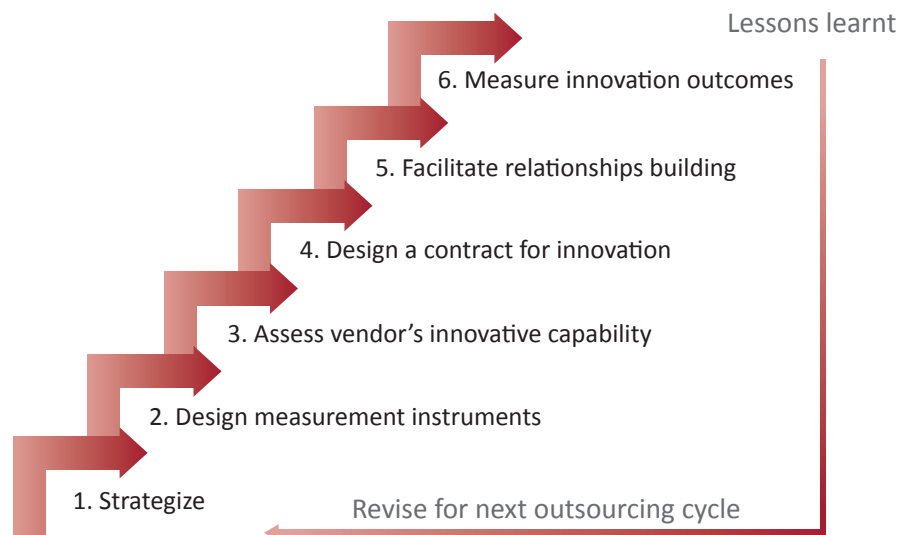 Lessons learnt
6. Measure innovation outcomes
5. Facilitate relationships building
4. Design a contract for innovation
3. Assess vendor’s innovative capability
2. Design measurement instruments
1. Strategize
Revise for next outsourcing cycle